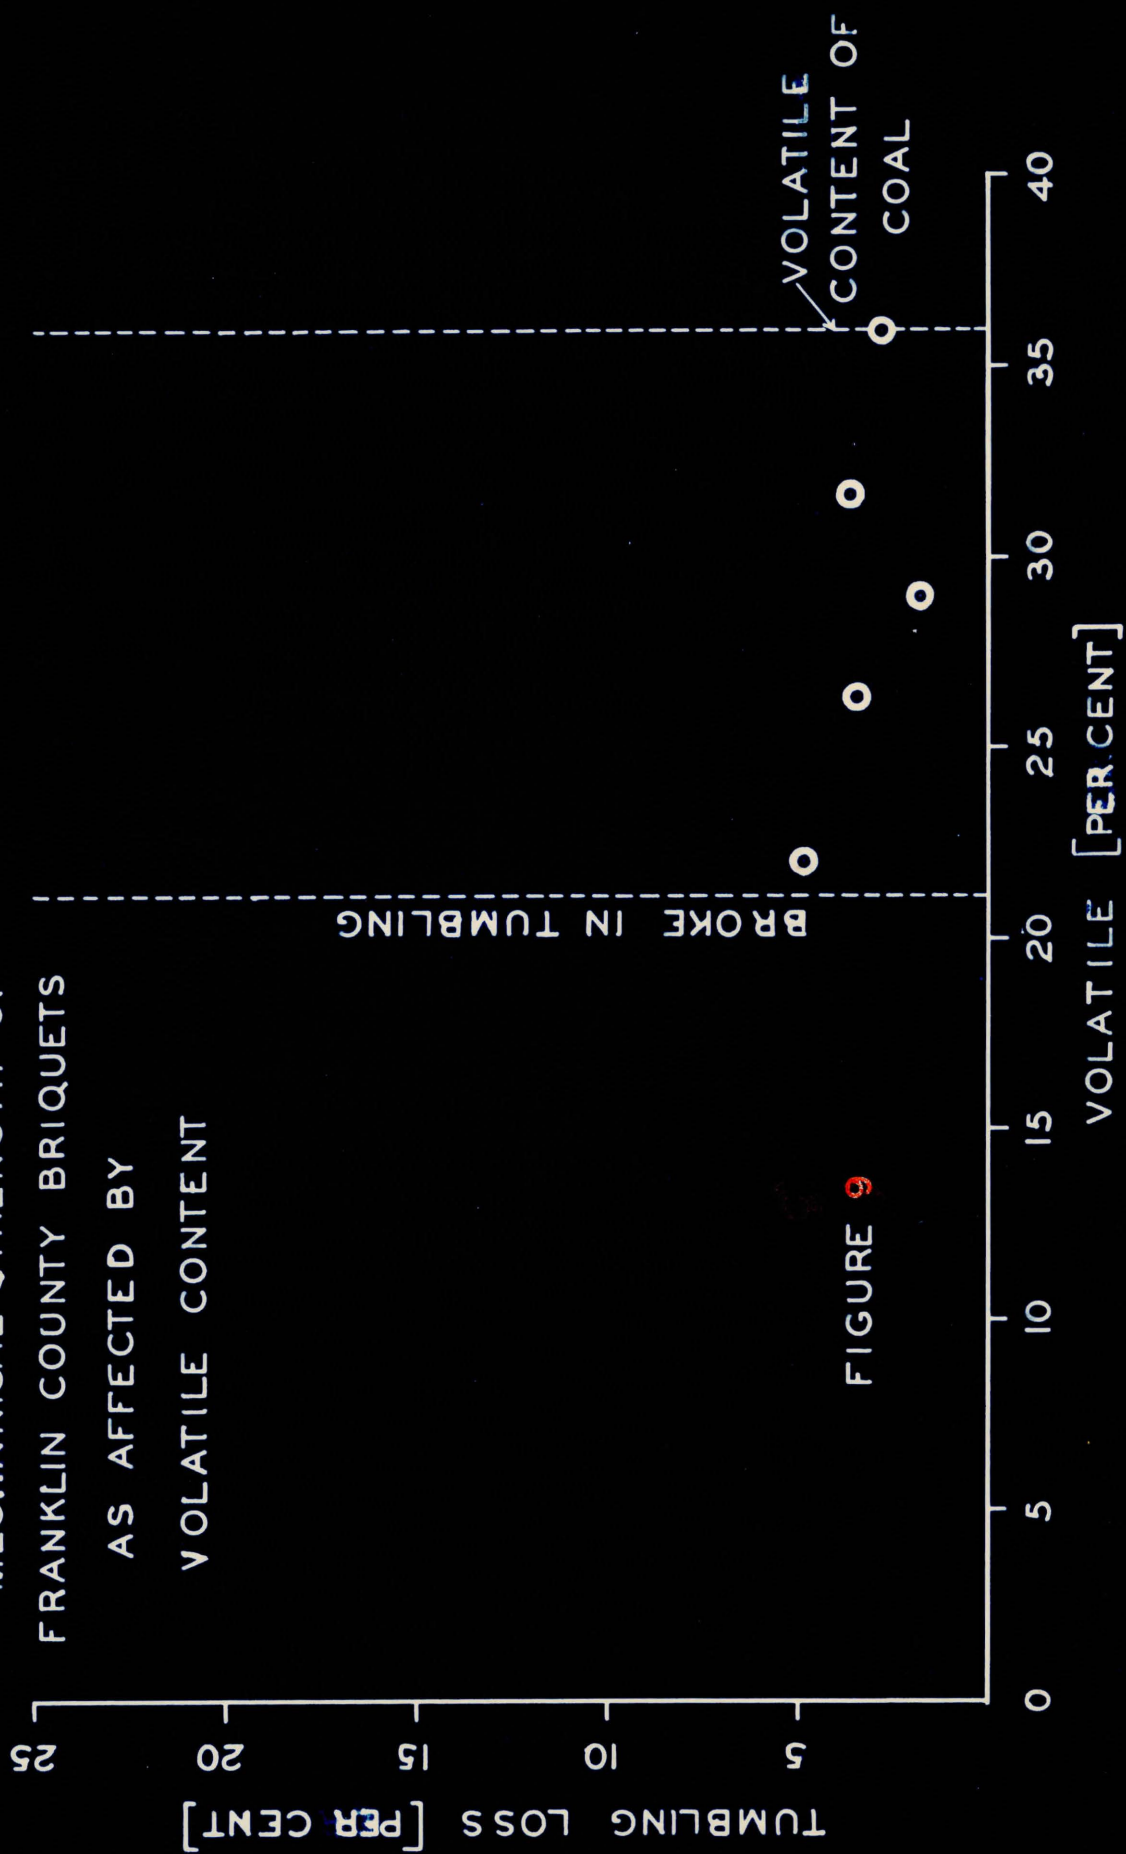 FRANKLIN COUNTY BRIQUETS
AS AFFECTED BY
VOLATILE CONTENT
TUMBLING LOSS [PER CENT]
25
20
15
10
5
BROKE IN TUMBLING
VOLATILE
CONTENT OF
COAL
FIGURE 9
0 5 10 15 20 25 30 35 40
VOLATILE [PER CENT]